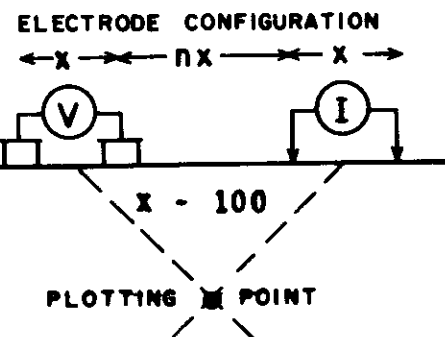 ELECTRODE CONFIGURATION
X nX X
V I
X - 100
PLOTTING POINT